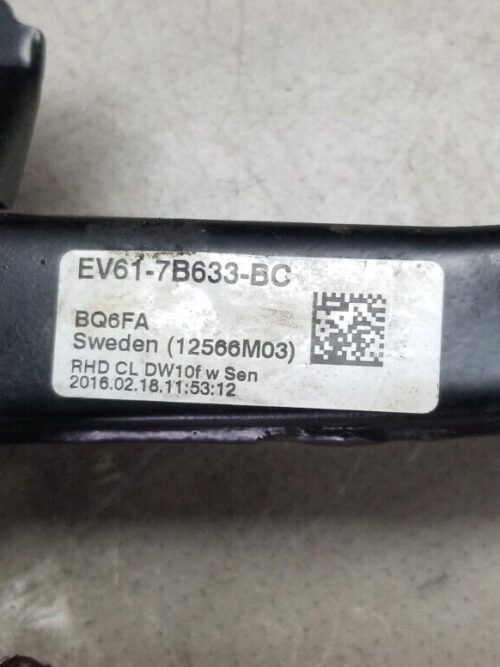 EV61-7B633-BC
BQ6FA
Sweden (12566M03)
RHD CL DW10f w Sen
2016.02.18.11:53:12